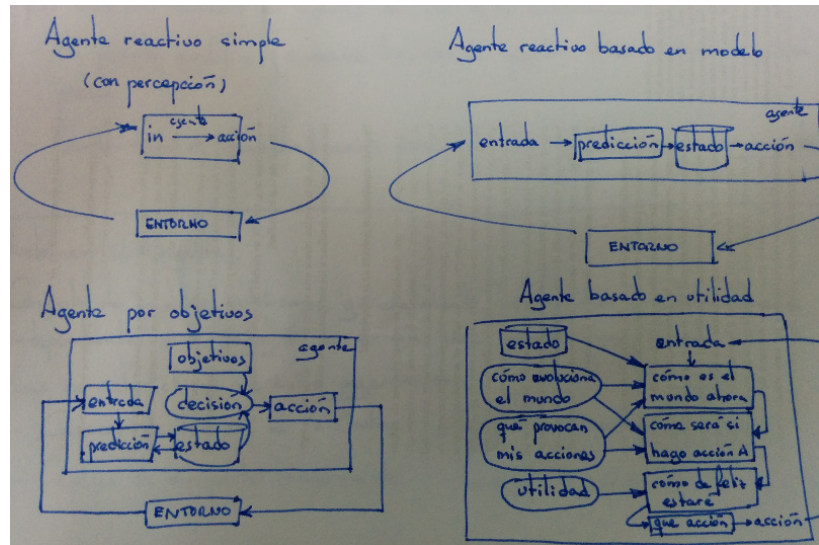 Agente reactivo simple
(con percepción)
agente
in → acción
ENTORNO
Agente reactivo basado en modelo
agente
entrada → predicción → estado → acción
ENTORNO
Agente por objetivos
agente
objetivos
entrada
decisión → acción
predicción
estado
ENTORNO
Agente basado en utilidad
estado
entrada
cómo evoluciona
el mundo
cómo es el
mundo ahora
qué provocan
mis acciones
cómo será si
hago acción A
utilidad
cómo de feliz
estaré
que acción → acción